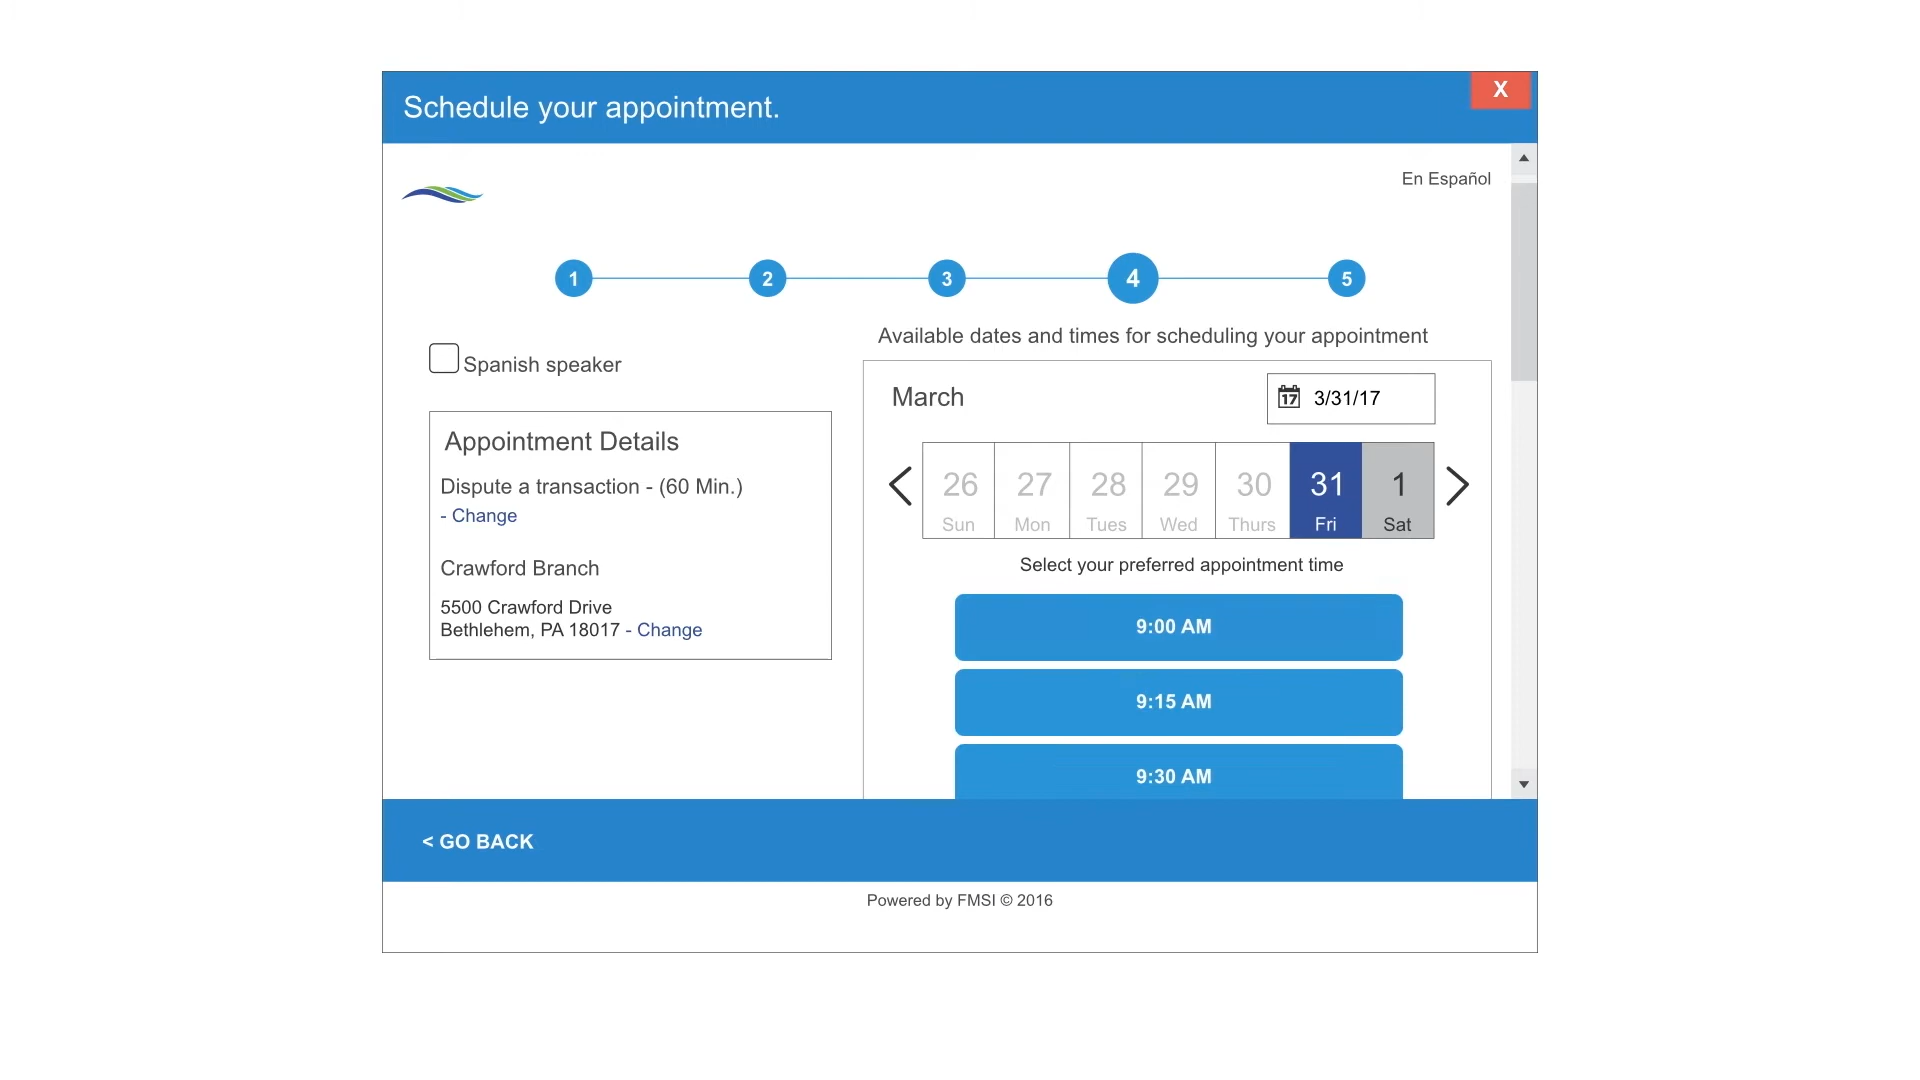 Schedule your appointment.
X
En Español
1 2 3 4 5
Spanish speaker
Appointment Details
Dispute a transaction - (60 Min.)
- Change
Crawford Branch
5500 Crawford Drive
Bethlehem, PA 18017 - Change
Available dates and times for scheduling your appointment
March
17 3/31/17
26 27 28 29 30 31 1
Sun Mon Tues Wed Thurs Fri Sat
Select your preferred appointment time
9:00 AM
9:15 AM
9:30 AM
< GO BACK
Powered by FMSI © 2016